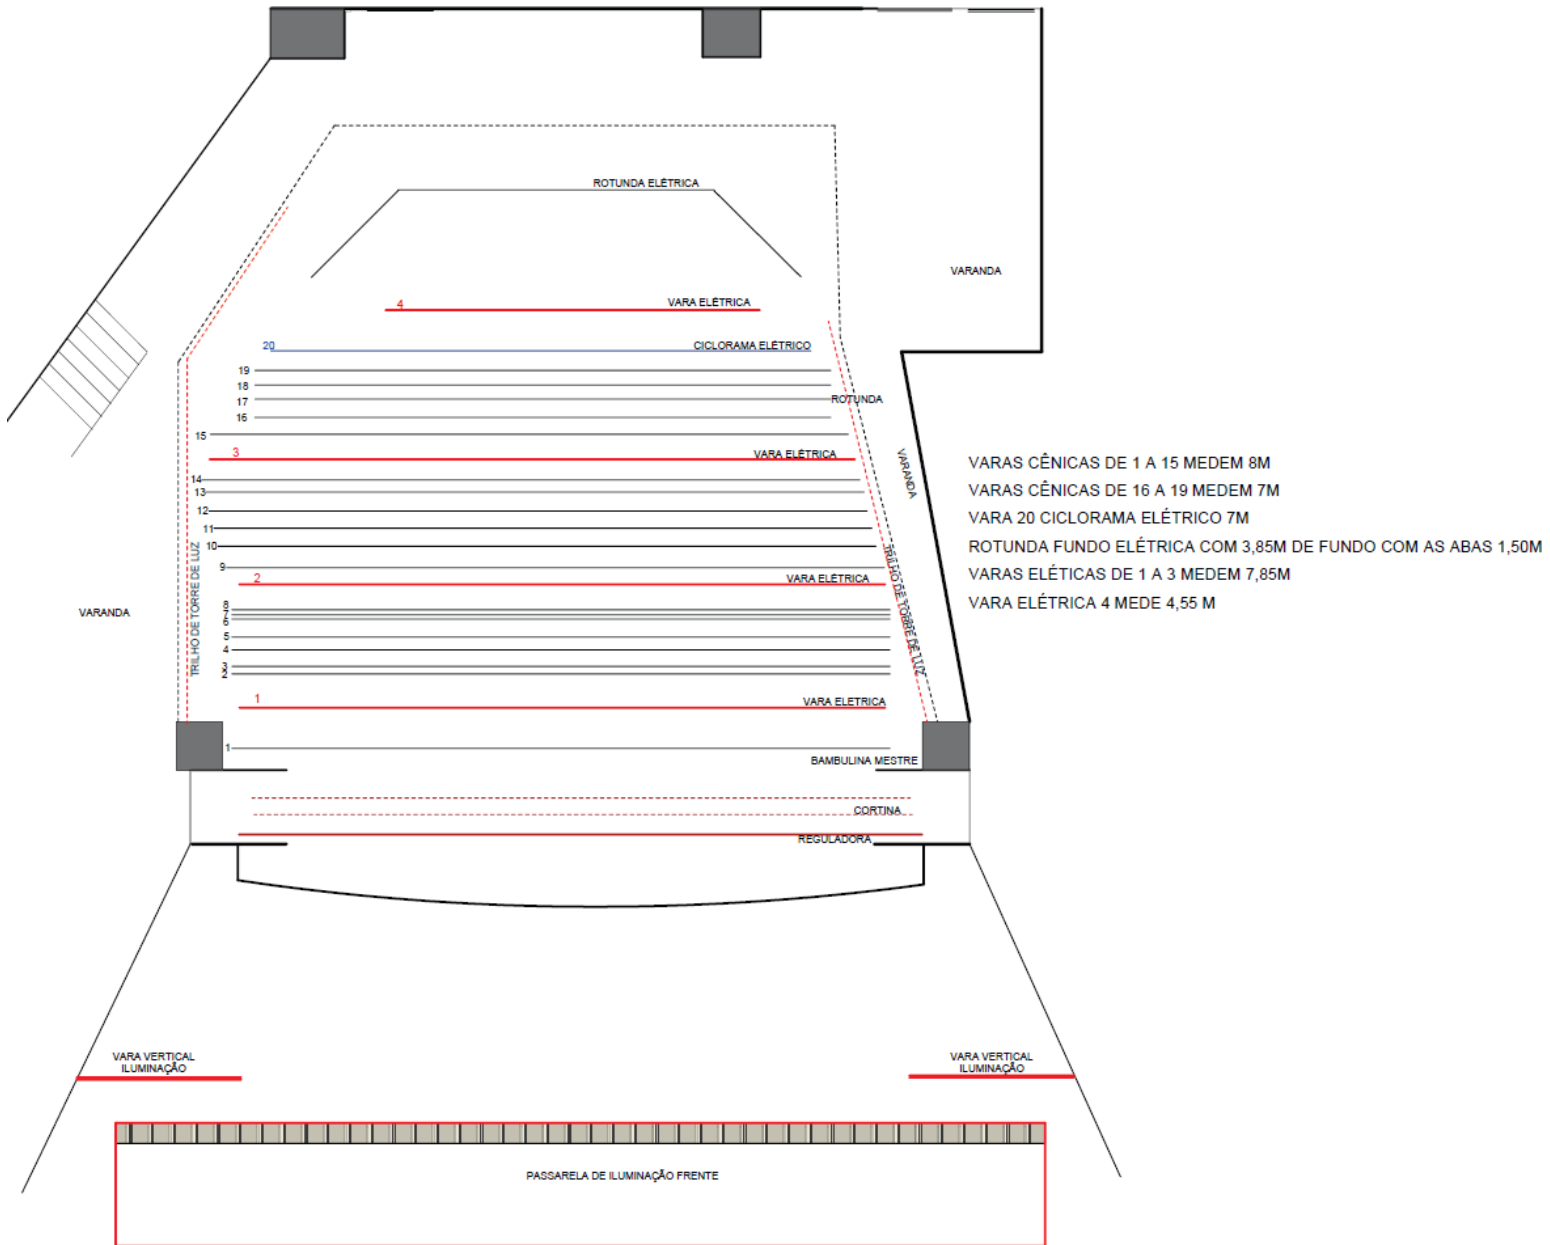 ROTUNDA ELÉTRICA
VARANDA
4
VARA ELÉTRICA
20
CICLORAMA ELÉTRICO
19
18
17
ROTUNDA
16
15
3
VARA ELÉTRICA
VARANDA
14
13
12
11
10
9
2
VARA ELÉTRICA
8
7
6
5
4
3
2
TRILHO DE TORRE DE LUZ
TRILHO DE TORRE DE LUZ
VARANDA
1
VARA ELETRICA
1
BAMBULINA MESTRE
CORTINA
REGULADORA
VARAS CÊNICAS DE 1 A 15 MEDEM 8M
VARAS CÊNICAS DE 16 A 19 MEDEM 7M
VARA 20 CICLORAMA ELÉTRICO 7M
ROTUNDA FUNDO ELÉTRICA COM 3,85M DE FUNDO COM AS ABAS 1,50M
VARAS ELÉTICAS DE 1 A 3 MEDEM 7,85M
VARA ELÉTRICA 4 MEDE 4,55 M
VARA VERTICAL
ILUMINAÇÃO
VARA VERTICAL
ILUMINAÇÃO
PASSARELA DE ILUMINAÇÃO FRENTE